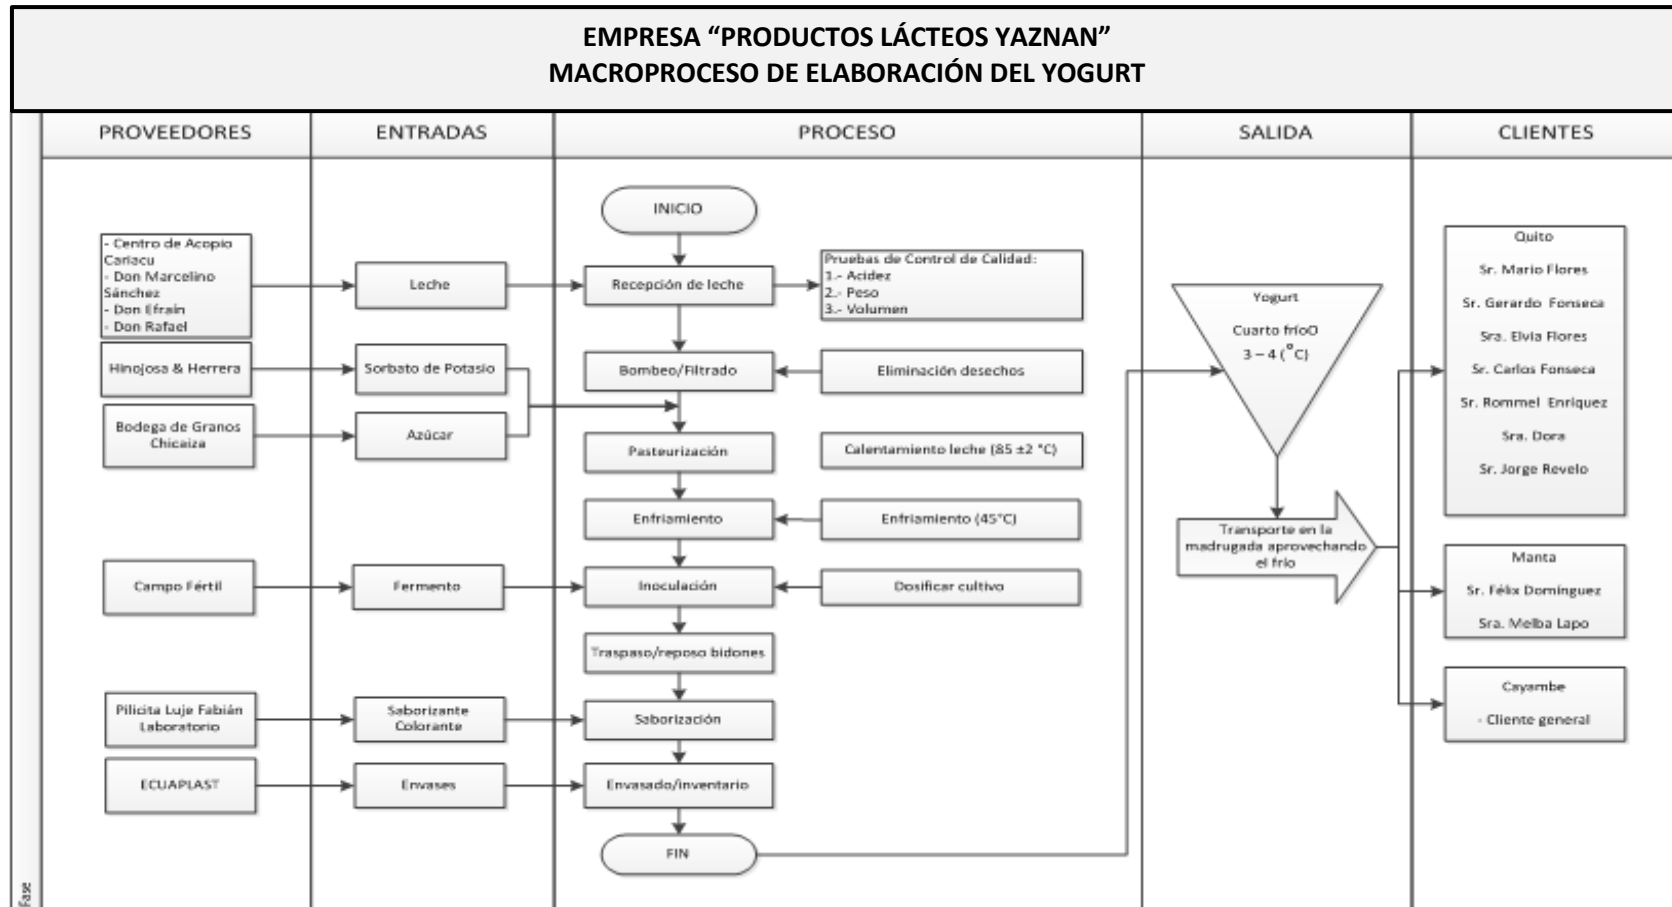 EMPRESA “PRODUCTOS LÁCTEOS YAZNAN”
MACROPROCESO DE ELABORACIÓN DEL YOGURT
PROVEEDORES
ENTRADAS
PROCESO
SALIDA
CLIENTES
INICIO
- Centro de Acopio
Cariacu
- Don Marcelino
Sánchez
- Don Efraín
- Don Rafael
Leche
Recepción de leche
Pruebas de Control de Calidad:
1.- Acidez
2.- Peso
3.- Volumen
Hinojosa & Herrera
Sorbato de Potasio
Bombeo/Filtrado
Eliminación desechos
Bodega de Granos
Chicaiza
Azúcar
Pasteurización
Calentamiento leche (85 ±2 °C)
Enfriamiento
Enfriamiento (45°C)
Campo Fértil
Fermento
Inoculación
Dosificar cultivo
Traspaso/reposo bidones
Pilicita Luje Fabián
Laboratorio
Saborizante
Colorante
Saborización
ECUAPLAST
Envases
Envasado/inventario
FIN
Yogurt
Cuarto fríoO
3 – 4 (°C)
Transporte en la
madrugada aprovechando
el frío
Quito
Sr. Mario Flores
Sr. Gerardo Fonseca
Sra. Elvia Flores
Sr. Carlos Fonseca
Sr. Rommel Enriquez
Sra. Dora
Sr. Jorge Revelo
Manta
Sr. Félix Domínguez
Sra. Melba Lapo
Cayambe
- Cliente general
Fase